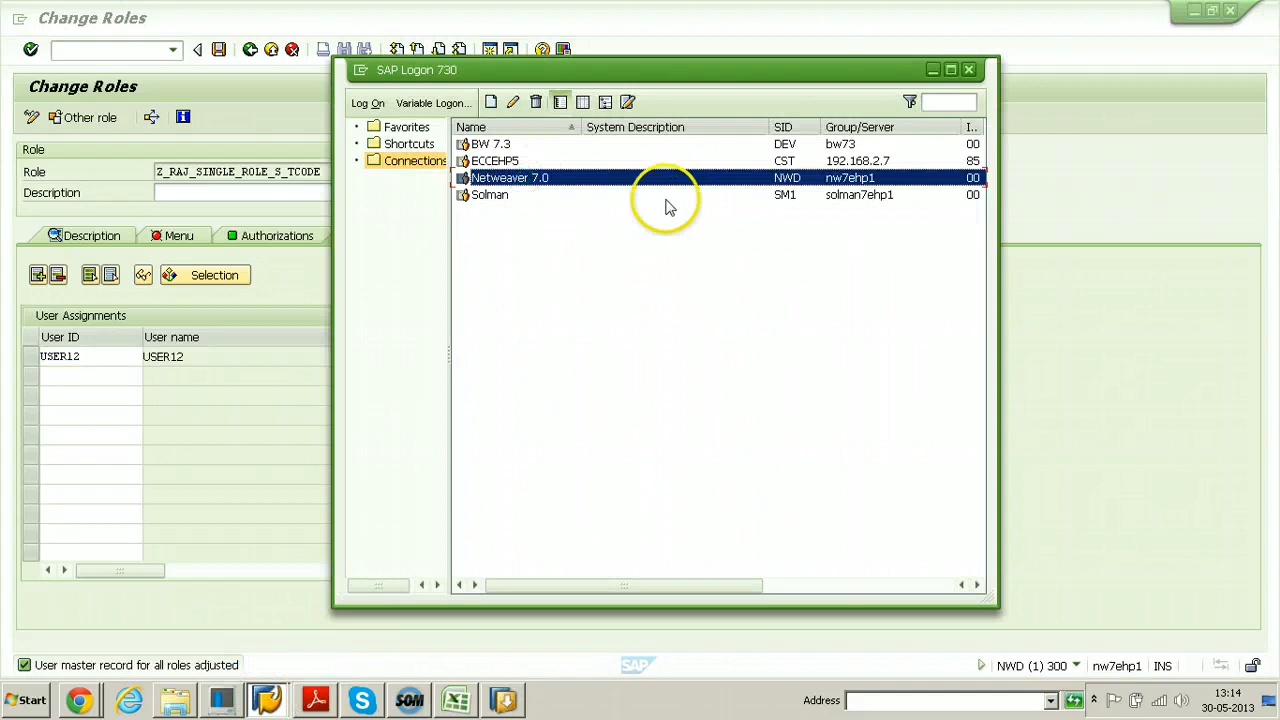 Change Roles
SAP Logon 730
Change Roles
Log On Variable Logon...
Other role
Favorites
Shortcuts
Connections
Name System Description SID Group/Server I..
BW 7.3 DEV bw73 00
ECCEHP5 CST 192.168.2.7 85
Netweaver 7.0 NWD nw7ehp1 00
Solman SM1 solman7ehp1 00
Role
Role Z_RAJ_SINGLE_ROLE_S_TCODE
Description
Description Menu Authorizations
Selection
User Assignments
User ID User name
USER12 USER12
User master record for all roles adjusted
SAP
NWD (1) 300 nw7ehp1 INS
Start
SOM
Address
13:14
30-05-2013